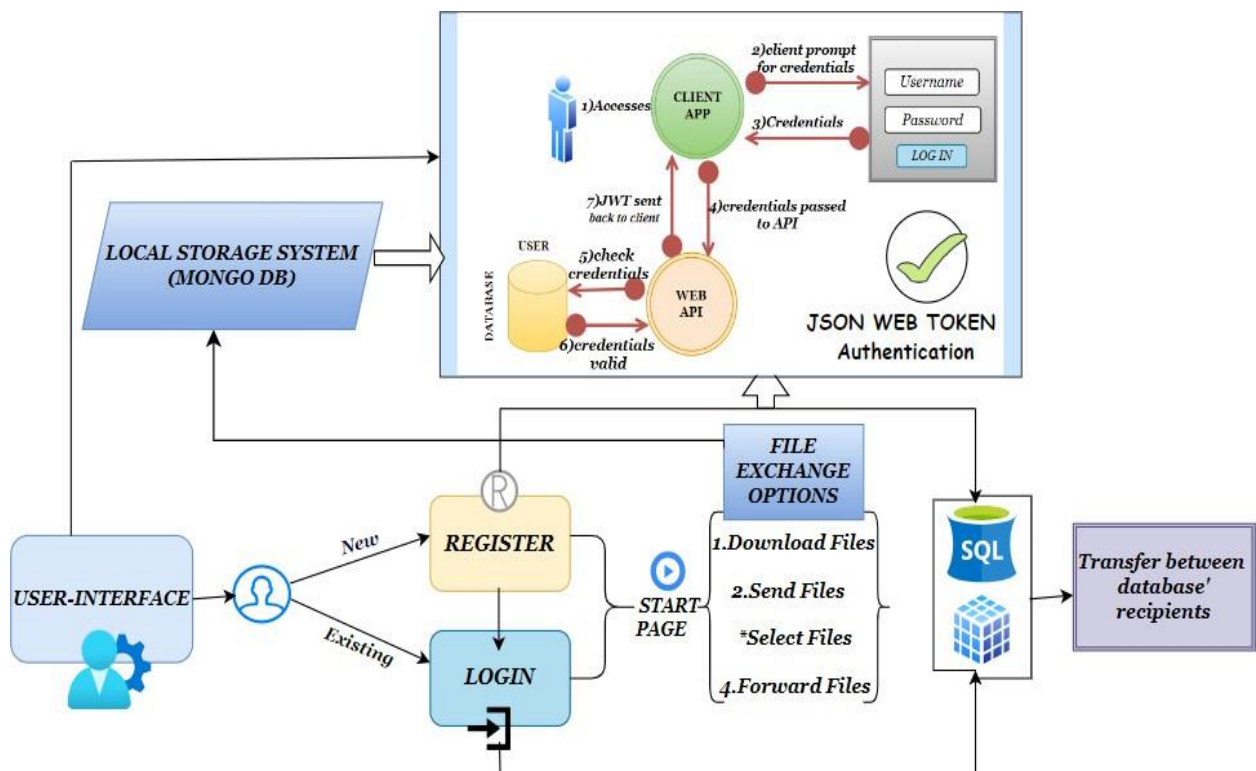 2)client prompt
for credentials
Username
CLIENT
APP
1)Accesses
3)Credentials
Password
LOG IN
7)JWT sent
back to client
4)credentials passed
to API
LOCAL STORAGE SYSTEM
(MONGO DB)
USER
DATABASE
5)check
credentials
WEB
API
6)credentials
valid
JSON WEB TOKEN
Authentication
FILE
EXCHANGE
OPTIONS
R
REGISTER
New
USER-INTERFACE
Existing
LOGIN
START
PAGE
1.Download Files
2.Send Files
*Select Files
4.Forward Files
SQL
Transfer between
database'
recipients